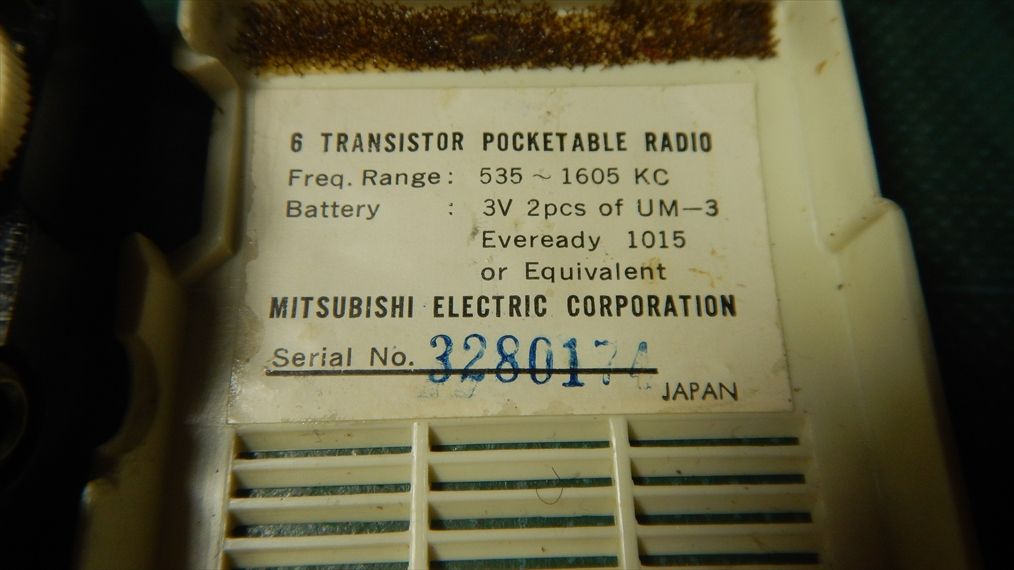 6 TRANSISTOR POCKETABLE RADIO
Freq. Range: 535 ~ 1605 KC
Battery : 3V 2pcs of UM-3
Eveready 1015
or Equivalent
MITSUBISHI ELECTRIC CORPORATION
Serial No. 3280174
JAPAN